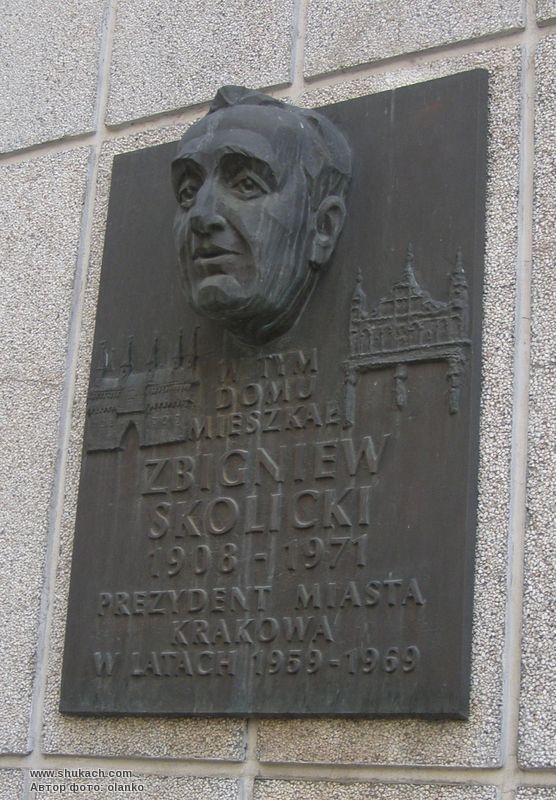 W TYM
DOMU
MIESZKAŁ
ZBIGNIEW
SKOLICKI
1908 - 1971
PREZYDENT MIASTA
KRAKOWA
W LATACH 1959 - 1969
www.shukach.com
Автор фото: olanko